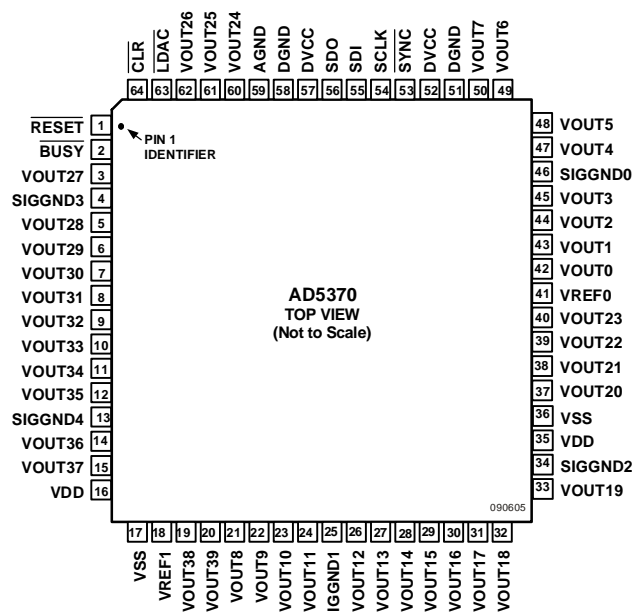 CLR
LDAC
VOUT26
VOUT25
VOUT24
AGND
DGND
DVCC
SDO
SDI
SCLK
SYNC
DVCC
DGND
VOUT7
VOUT6
64 63 62 61 60 59 58 57 56 55 54 53 52 51 50 49
RESET 1
BUSY 2
VOUT27 3
SIGGND3 4
VOUT28 5
VOUT29 6
VOUT30 7
VOUT31 8
VOUT32 9
VOUT33 10
VOUT34 11
VOUT35 12
SIGGND4 13
VOUT36 14
VOUT37 15
VDD 16
PIN 1
IDENTIFIER
AD5370
TOP VIEW
(Not to Scale)
48 VOUT5
47 VOUT4
46 SIGGND0
45 VOUT3
44 VOUT2
43 VOUT1
42 VOUT0
41 VREF0
40 VOUT23
39 VOUT22
38 VOUT21
37 VOUT20
36 VSS
35 VDD
34 SIGGND2
33 VOUT19
090605
17 18 19 20 21 22 23 24 25 26 27 28 29 30 31 32
VSS
VREF1
VOUT38
VOUT39
VOUT8
VOUT9
VOUT10
VOUT11
IGGND1
VOUT12
VOUT13
VOUT14
VOUT15
VOUT16
VOUT17
VOUT18